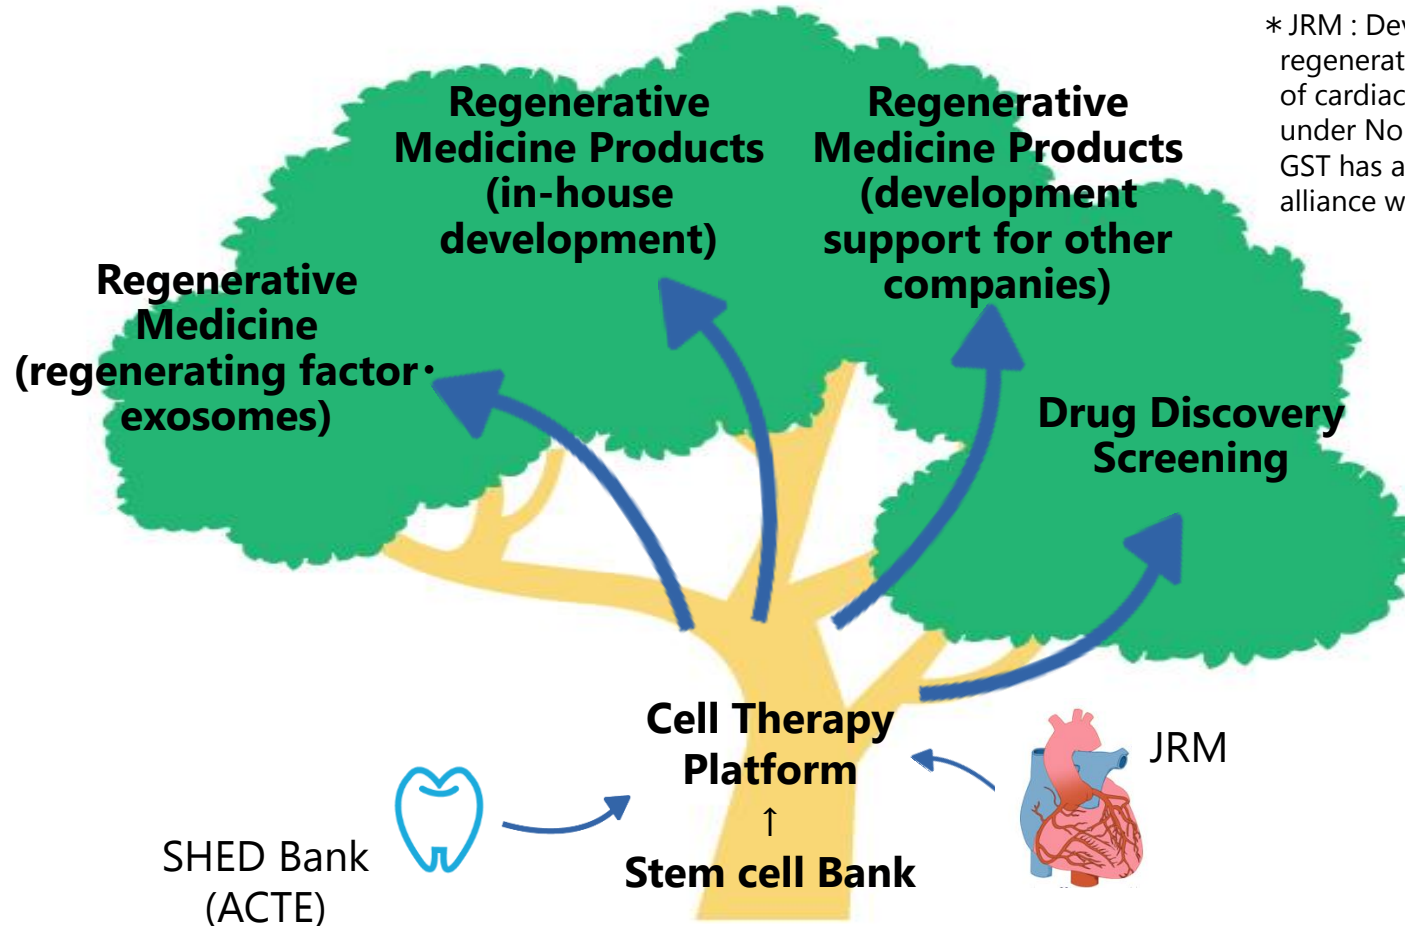 * JRM : Dev
regenerat
of cardiac
under No
GST has a
alliance w
Regenerative
Medicine Products
(in-house
development)
Regenerative
Medicine Products
(development
support for other
companies)
Regenerative
Medicine
(regenerating factor・
exosomes)
Drug Discovery
Screening
Cell Therapy
Platform
↑
Stem cell Bank
JRM
SHED Bank
(ACTE)